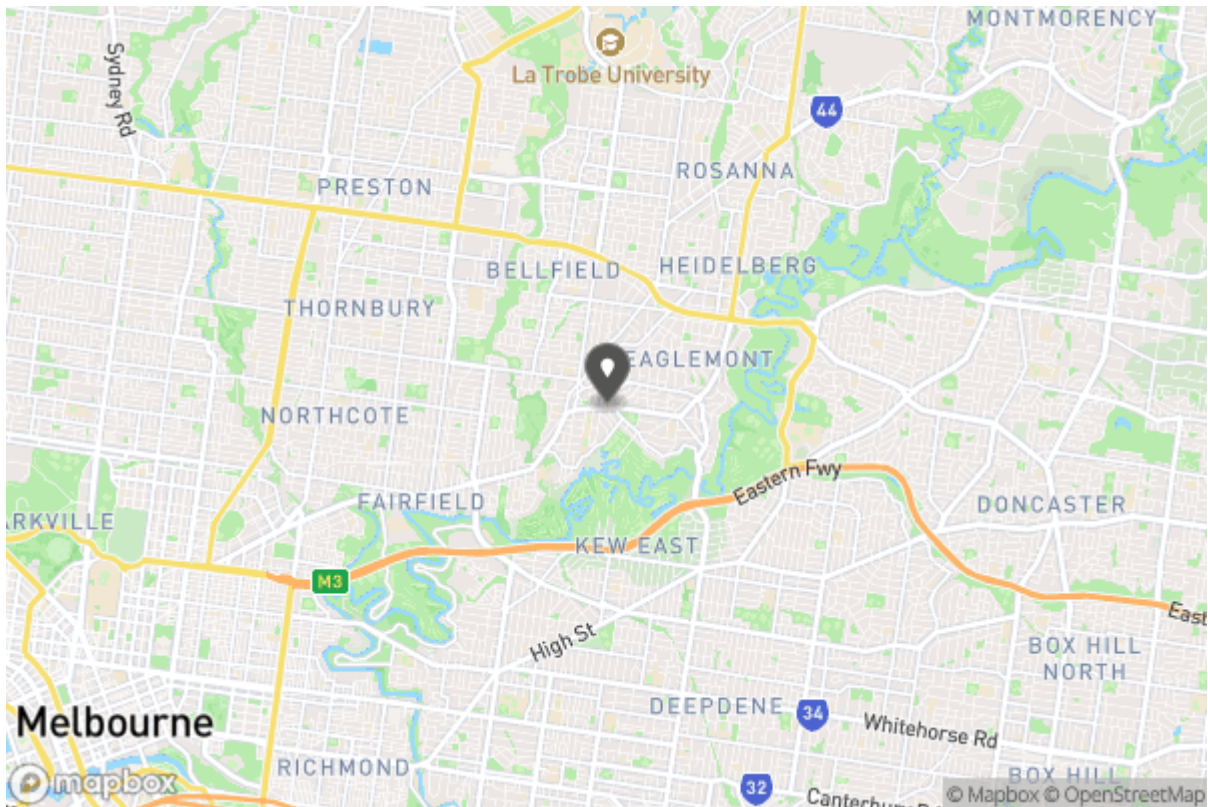 MONTMORENCY
Sydney Rd
La Trobe University
44
ROSANNA
PRESTON
BELLFIELD
HEIDELBERG
THORNBURY
EAGLEMONT
NORTHCOTE
Eastern Fwy
FAIRFIELD
DONCASTER
ARKVILLE
KEW EAST
M3
East
High St
BOX HILL
NORTH
DEEPDENE
34
Whitehorse Rd
Melbourne
RICHMOND
BOX HILL
mapbox
32
© Mapbox © OpenStreetMap